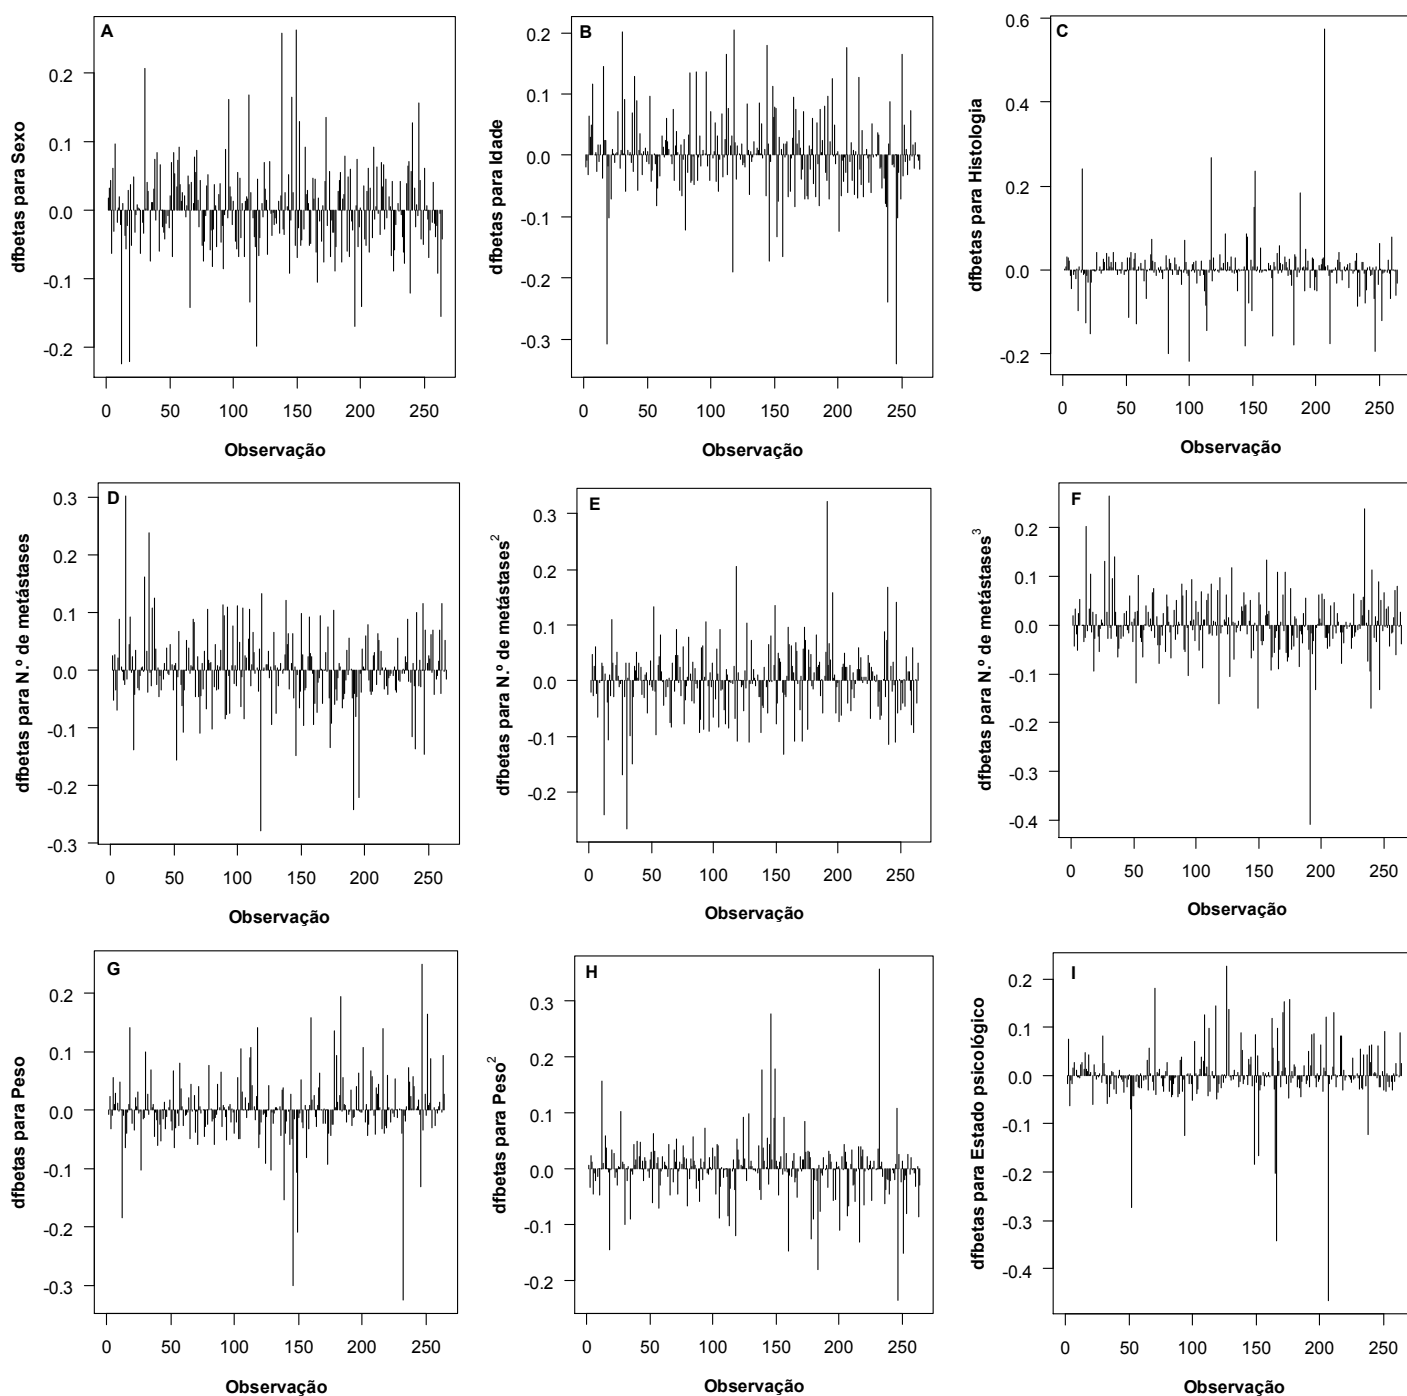 A
dfbetas para Sexo
0.2
0.1
0.0
-0.1
-0.2
0 50 100 150 200 250
Observação
B
dfbetas para Idade
0.2
0.1
0.0
-0.1
-0.2
-0.3
0 50 100 150 200 250
Observação
C
dfbetas para Histologia
0.6
0.4
0.2
0.0
-0.2
0 50 100 150 200 250
Observação
D
dfbetas para N.º de metástases
0.3
0.2
0.1
0.0
-0.1
-0.2
-0.3
0 50 100 150 200 250
Observação
E
dfbetas para N.º de metástases²
0.3
0.2
0.1
0.0
-0.1
-0.2
0 50 100 150 200 250
Observação
F
dfbetas para N.º de metástases³
0.2
0.1
0.0
-0.1
-0.2
-0.3
-0.4
0 50 100 150 200 250
Observação
G
dfbetas para Peso
0.2
0.1
0.0
-0.1
-0.2
-0.3
0 50 100 150 200 250
Observação
H
dfbetas para Peso²
0.3
0.2
0.1
0.0
-0.1
-0.2
0 50 100 150 200 250
Observação
I
dfbetas para Estado psicológico
0.2
0.1
0.0
-0.1
-0.2
-0.3
-0.4
0 50 100 150 200 250
Observação